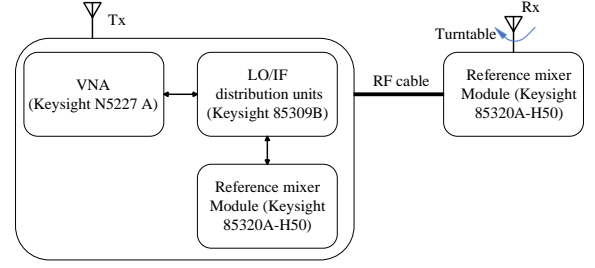 Tx
Rx
Turntable
VNA
(Keysight N5227 A)
LO/IF
distribution units
(Keysight 85309B)
RF cable
Reference mixer
Module (Keysight
85320A-H50)
Reference mixer
Module (Keysight
85320A-H50)